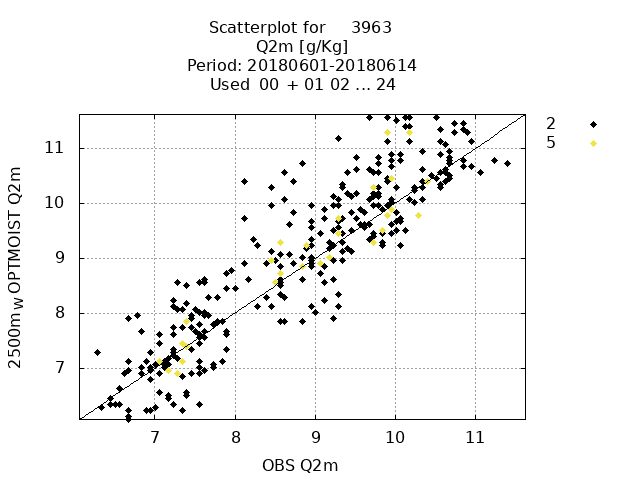 Scatterplot for 3963
Q2m [g/Kg]
Period: 20180601-20180614
Used 00 + 01 02 ... 24
2
5
11
10
9
8
7
2500m w OPTMOIST Q2m
7 8 9 10 11
OBS Q2m